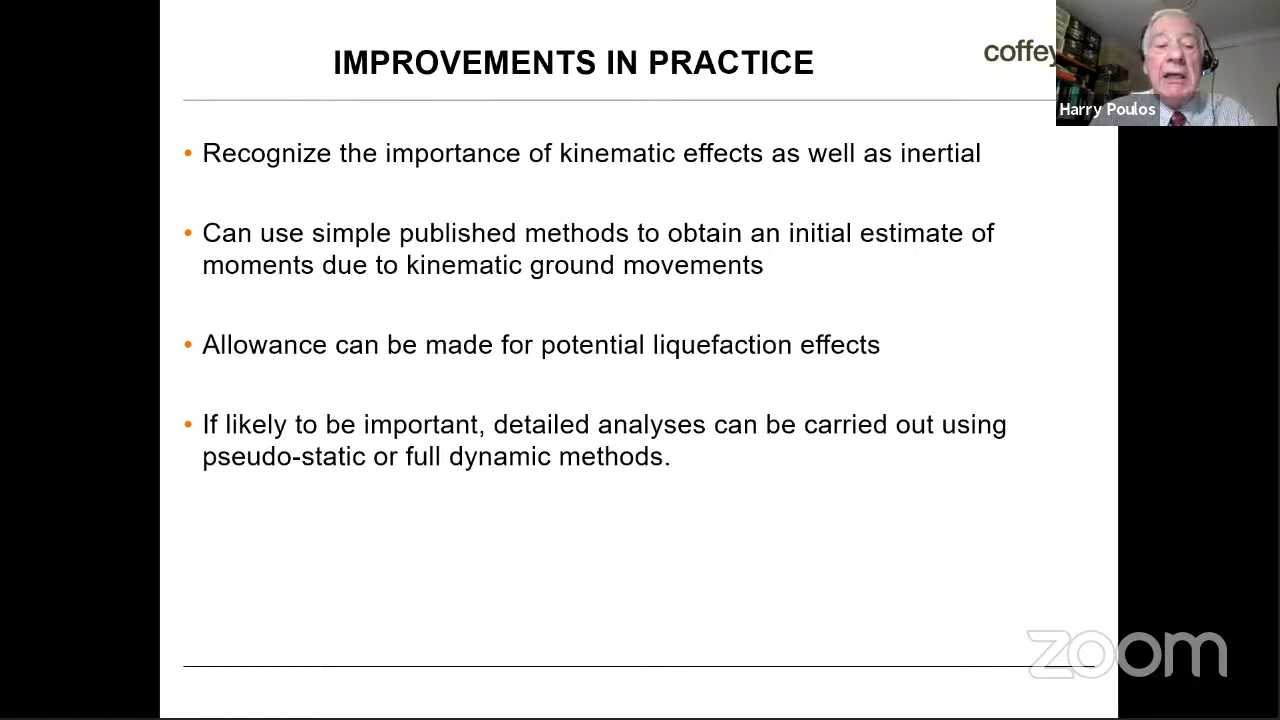 IMPROVEMENTS IN PRACTICE
coffey
Harry Poulos
• Recognize the importance of kinematic effects as well as inertial
• Can use simple published methods to obtain an initial estimate of
moments due to kinematic ground movements
• Allowance can be made for potential liquefaction effects
• If likely to be important, detailed analyses can be carried out using
pseudo-static or full dynamic methods.
zoom